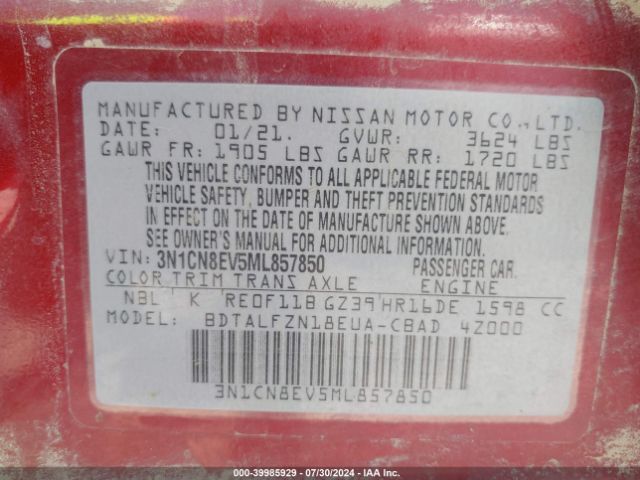 MANUFACTURED BY NISSAN MOTOR CO., LTD.
DATE: 01/21. GVWR: 3624 LBS
GAWR FR: 1905 LBS GAWR RR: 1720 LBS
THIS VEHICLE CONFORMS TO ALL APPLICABLE FEDERAL MOTOR
VEHICLE SAFETY, BUMPER AND THEFT PREVENTION STANDARDS
IN EFFECT ON THE DATE OF MANUFACTURE SHOWN ABOVE.
SEE OWNER'S MANUAL FOR ADDITIONAL INFORMATION.
VIN: 3N1CN8EV5ML857850 PASSENGER CAR.
COLOR TRIM TRANS AXLE ENGINE
NBL K RE0F11B GZ39 HR16DE 1598 CC
BDTALFZN18EUA-CBAD 4Z000
3N1CN8EV5ML857850
000-39985929 / 07/30/2024 - IAA Inc.